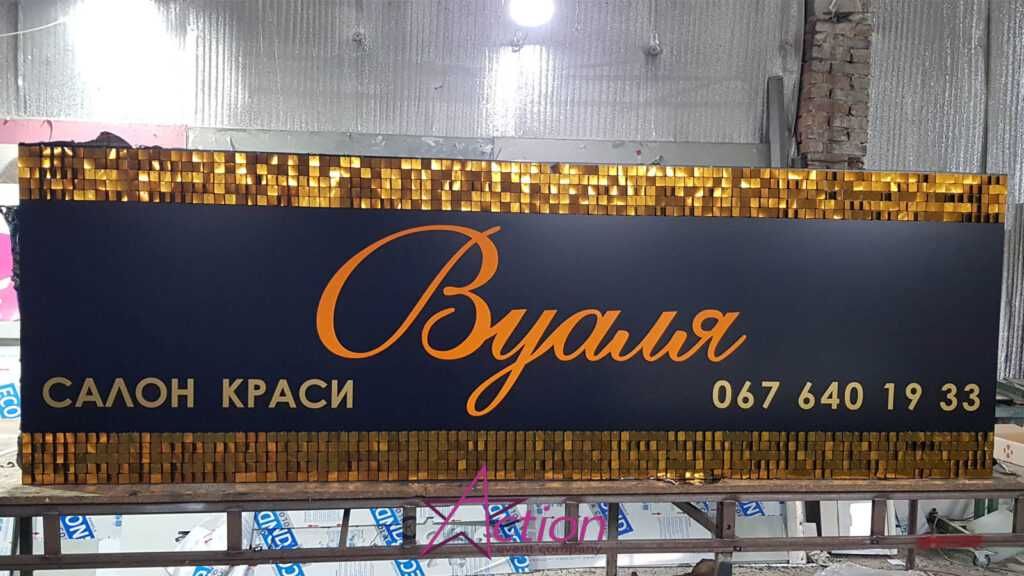 Вуаля
САЛОН КРАСИ
067 640 19 33
Action
event company